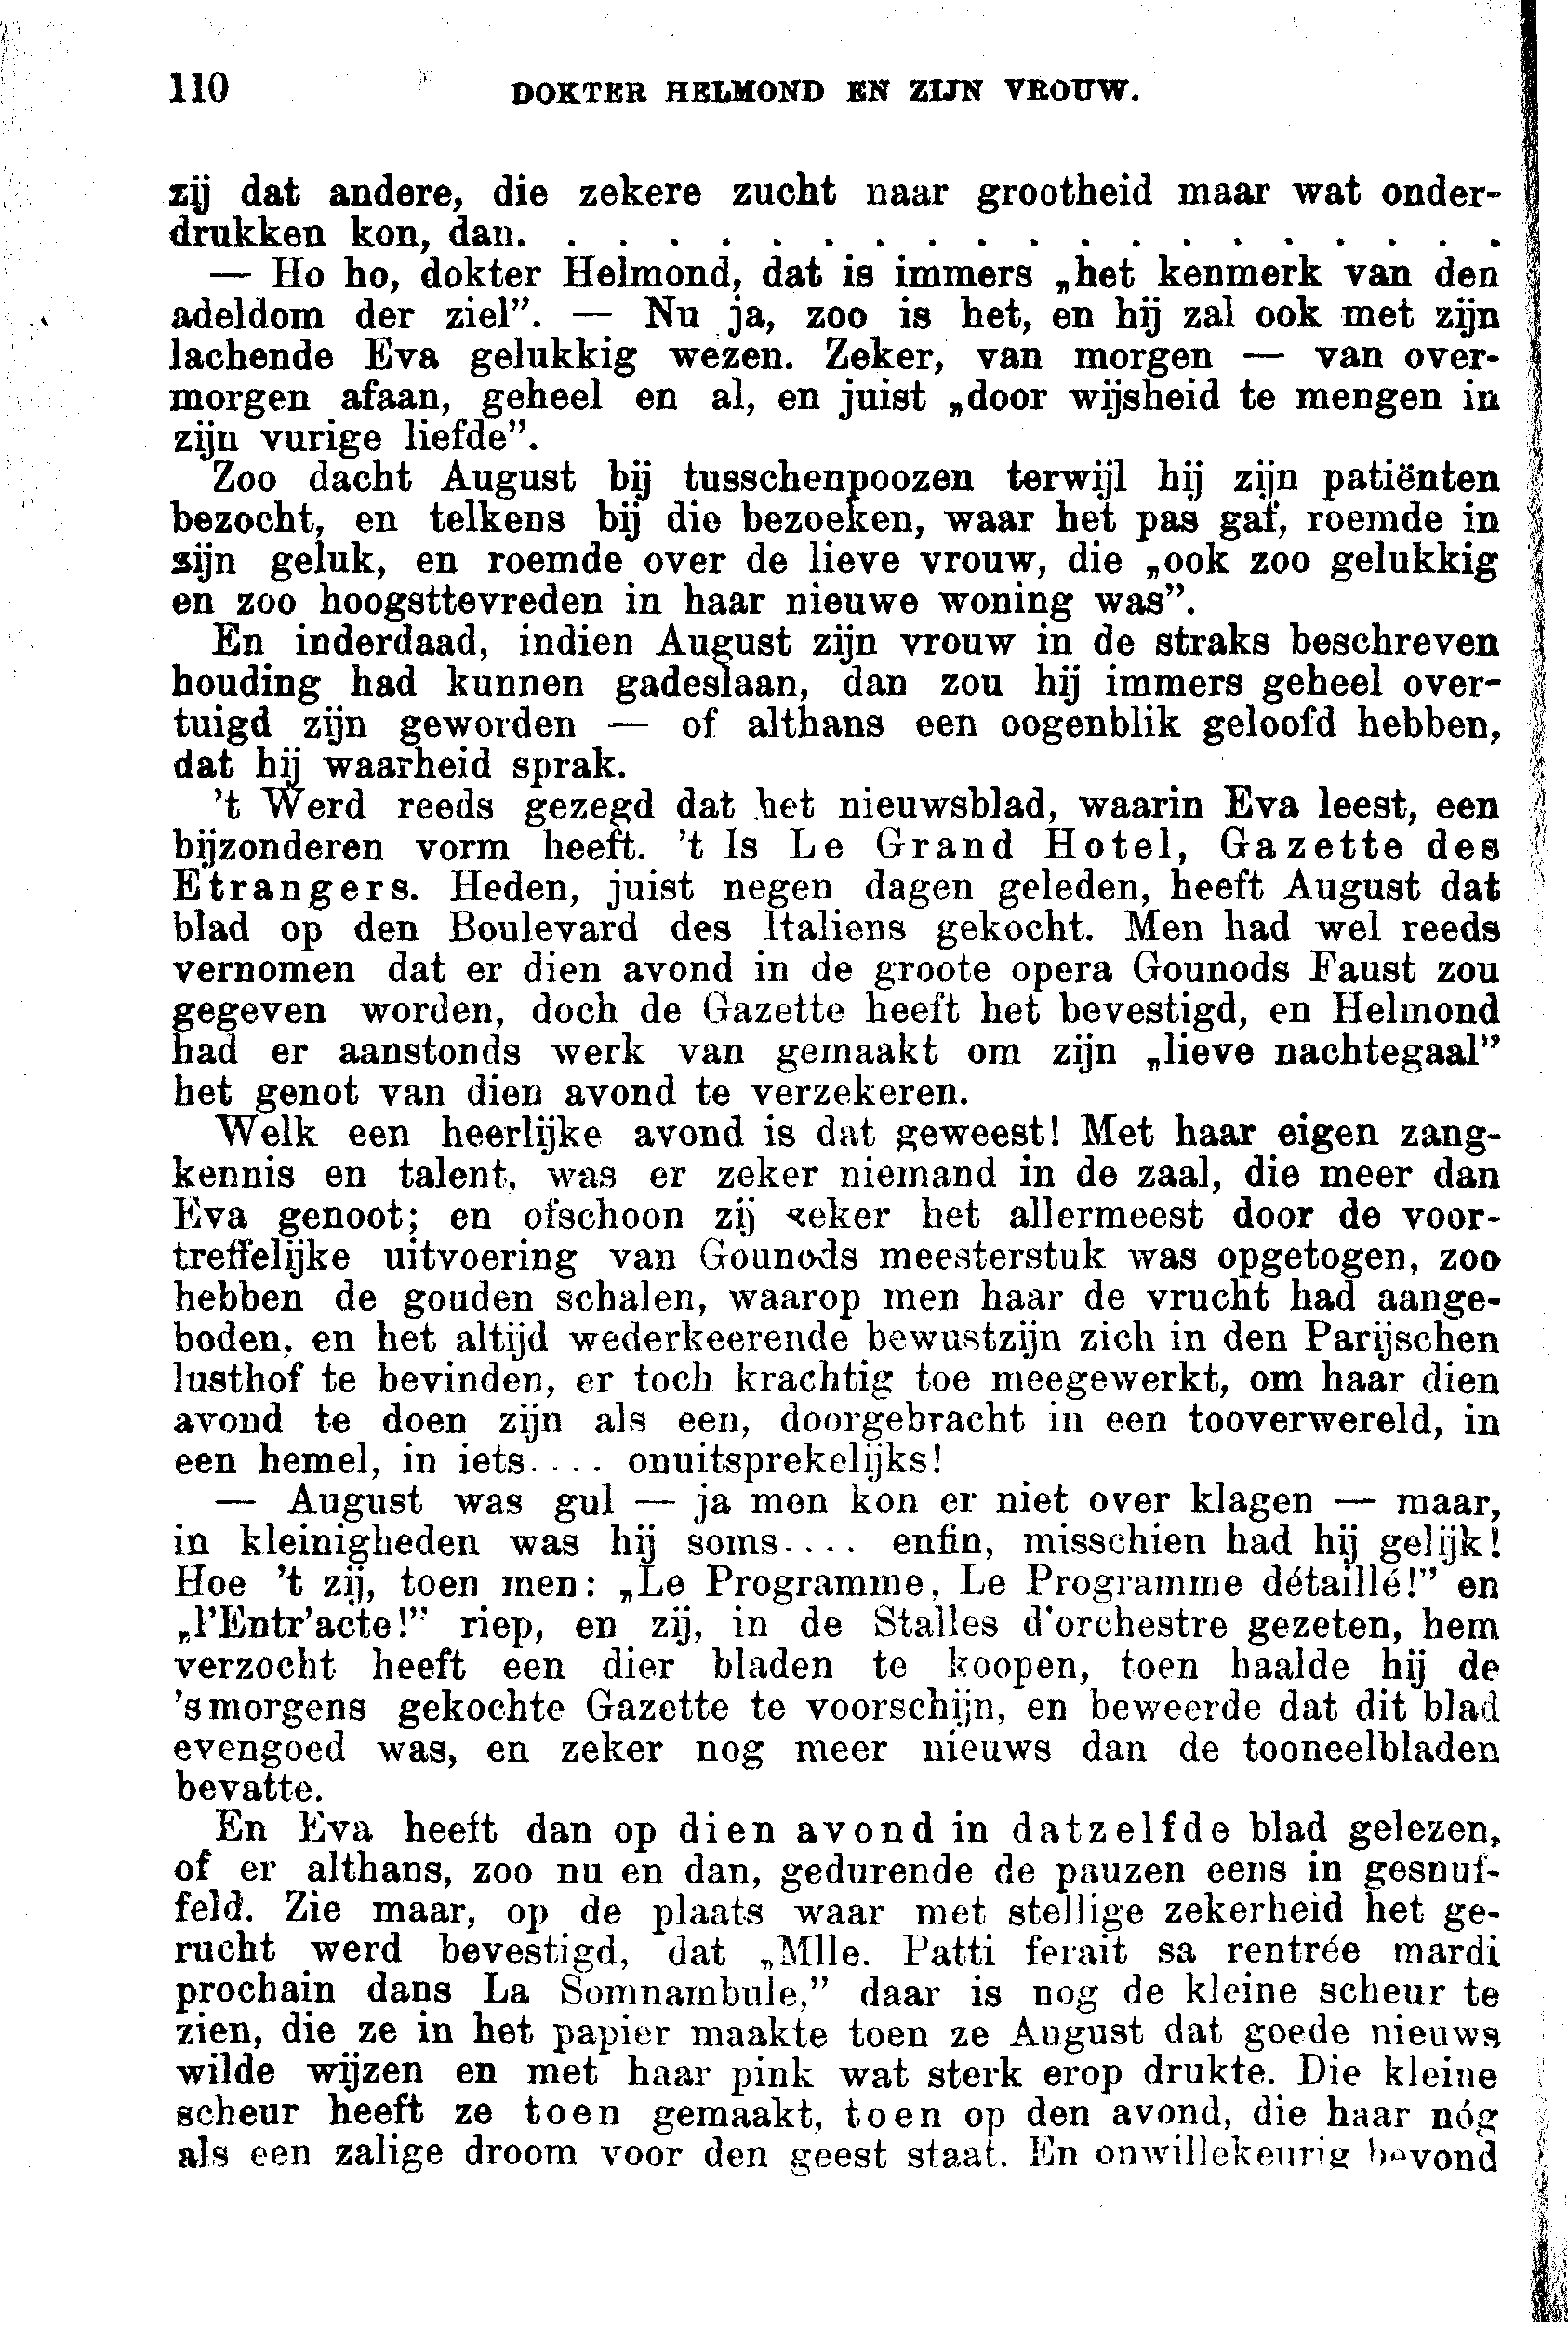 110 DOKTER HELMOND EN ZIJN VROUW.
zij dat andere, die zekere zucht naar grootheid maar wat onder-
drukken kon, dan. . . . . . . . . . . . . . . . . . . .
— Ho ho, dokter Helmond, dat is immers „het kenmerk van den
adeldom der ziel”. — Nu ja, zoo is het, en hij zal ook met zijn
lachende Eva gelukkig wezen. Zeker, van morgen — van over-
morgen afaan, geheel en al, en juist „door wijsheid te mengen in
zijn vurige liefde”.
Zoo dacht August bij tusschenpoozen terwijl hij zijn patiënten
bezocht, en telkens bij die bezoeken, waar het pas gaf, roemde in
zijn geluk, en roemde over de lieve vrouw, die „ook zoo gelukkig
en zoo hoogsttevreden in haar nieuwe woning was”.
En inderdaad, indien August zijn vrouw in de straks beschreven
houding had kunnen gadeslaan, dan zou hij immers geheel over-
tuigd zijn geworden — of althans een oogenblik geloofd hebben,
dat hij waarheid sprak.
't Werd reeds gezegd dat het nieuwsblad, waarin Eva leest, een
bijzonderen vorm heeft. 't Is Le Grand Hotel, Gazette des
Etrangers. Heden, juist negen dagen geleden, heeft August dat
blad op den Boulevard des Italiens gekocht. Men had wel reeds
vernomen dat er dien avond in de groote opera Gounods Faust zou
gegeven worden, doch de Gazette heeft het bevestigd, en Helmond
had er aanstonds werk van gemaakt om zijn „lieve nachtegaal”
het genot van dien avond te verzekeren.
Welk een heerlijke avond is dat geweest! Met haar eigen zang-
kennis en talent, was er zeker niemand in de zaal, die meer dan
Eva genoot; en ofschoon zij zeker het allermeest door de voor-
treffelijke uitvoering van Gounods meesterstuk was opgetogen, zoo
hebben de gouden schalen, waarop men haar de vrucht had aange-
boden, en het altijd wederkeerende bewustzijn zich in den Parijschen
lusthof te bevinden, er toch krachtig toe meegewerkt, om haar dien
avond te doen zijn als een, doorgebracht in een tooverwereld, in
een hemel, in iets.... onuitsprekelijks!
— August was gul — ja men kon er niet over klagen — maar,
in kleinigheden was hij soms.... enfin, misschien had hij gelijk!
Hoe 't zij, toen men: „Le Programme, Le Programme détaillé!” en
„l'Entr'acte!” riep, en zij, in de Stalles d'orchestre gezeten, hem
verzocht heeft een dier bladen te koopen, toen haalde hij de
'smorgens gekochte Gazette te voorschijn, en beweerde dat dit blad
evengoed was, en zeker nog meer nieuws dan de tooneelbladen
bevatte.
En Eva heeft dan op dien avond in datzelfde blad gelezen,
of er althans, zoo nu en dan, gedurende de pauzen eens in gesnuf-
feld. Zie maar, op de plaats waar met stellige zekerheid het ge-
rucht werd bevestigd, dat „Mlle. Patti ferait sa rentrée mardi
prochain dans La Somnambule,” daar is nog de kleine scheur te
zien, die ze in het papier maakte toen ze August dat goede nieuws
wilde wijzen en met haar pink wat sterk erop drukte. Die kleine
scheur heeft ze toen gemaakt, toen op den avond, die haar nóg
als een zalige droom voor den geest staat. En onwillekeurig bevond